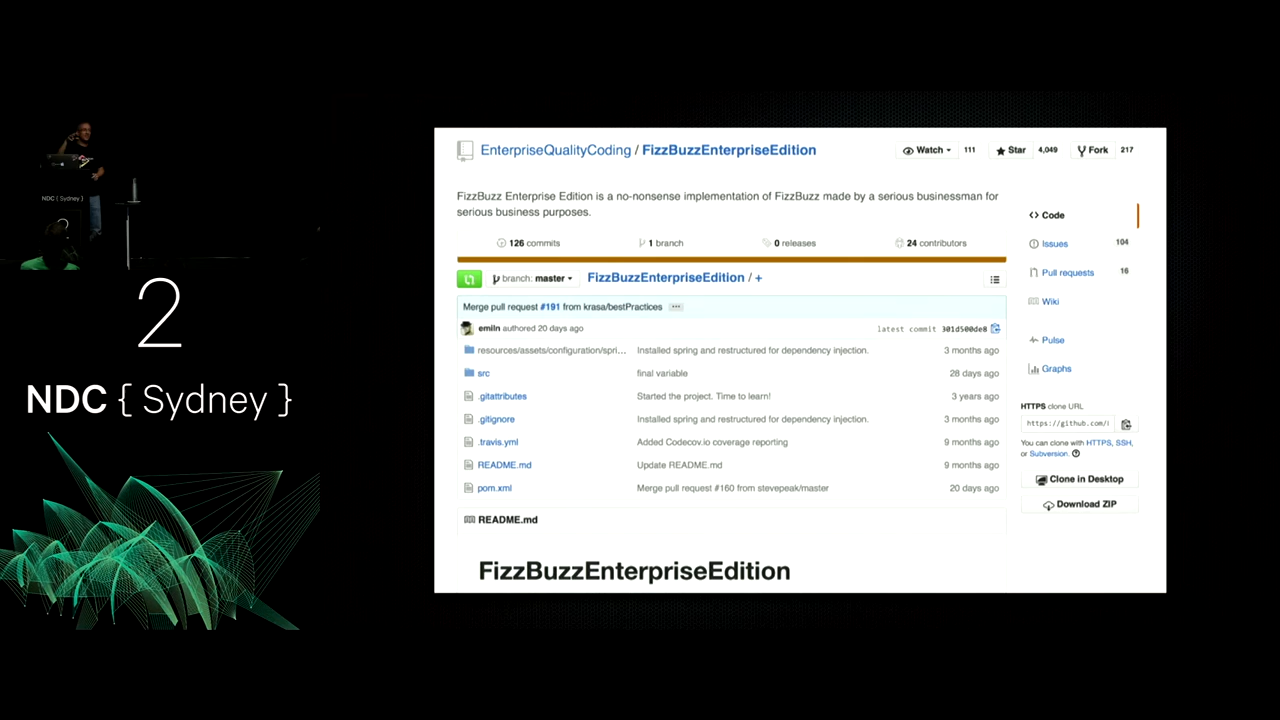 NDC { Sydney }
2
NDC { Sydney }
EnterpriseQualityCoding / FizzBuzzEnterpriseEdition
Watch 111 Star 4,049 Fork 217
FizzBuzz Enterprise Edition is a no-nonsense implementation of FizzBuzz made by a serious businessman for
serious business purposes.
126 commits 1 branch 0 releases 24 contributors
branch: master FizzBuzzEnterpriseEdition / +
Merge pull request #191 from krasa/bestPractices ...
emiln authored 20 days ago latest commit 301d500de8
resources/assets/configuration/spri... Installed spring and restructured for dependency injection. 3 months ago
src final variable 28 days ago
.gitattributes Started the project. Time to learn! 3 years ago
.gitignore Installed spring and restructured for dependency injection. 3 months ago
.travis.yml Added Codecov.io coverage reporting 9 months ago
README.md Update README.md 9 months ago
pom.xml Merge pull request #160 from stevepeak/master 20 days ago
README.md
FizzBuzzEnterpriseEdition
Code
Issues 104
Pull requests 16
Wiki
Pulse
Graphs
HTTPS clone URL
https://github.com/
You can clone with HTTPS, SSH,
or Subversion.
Clone in Desktop
Download ZIP